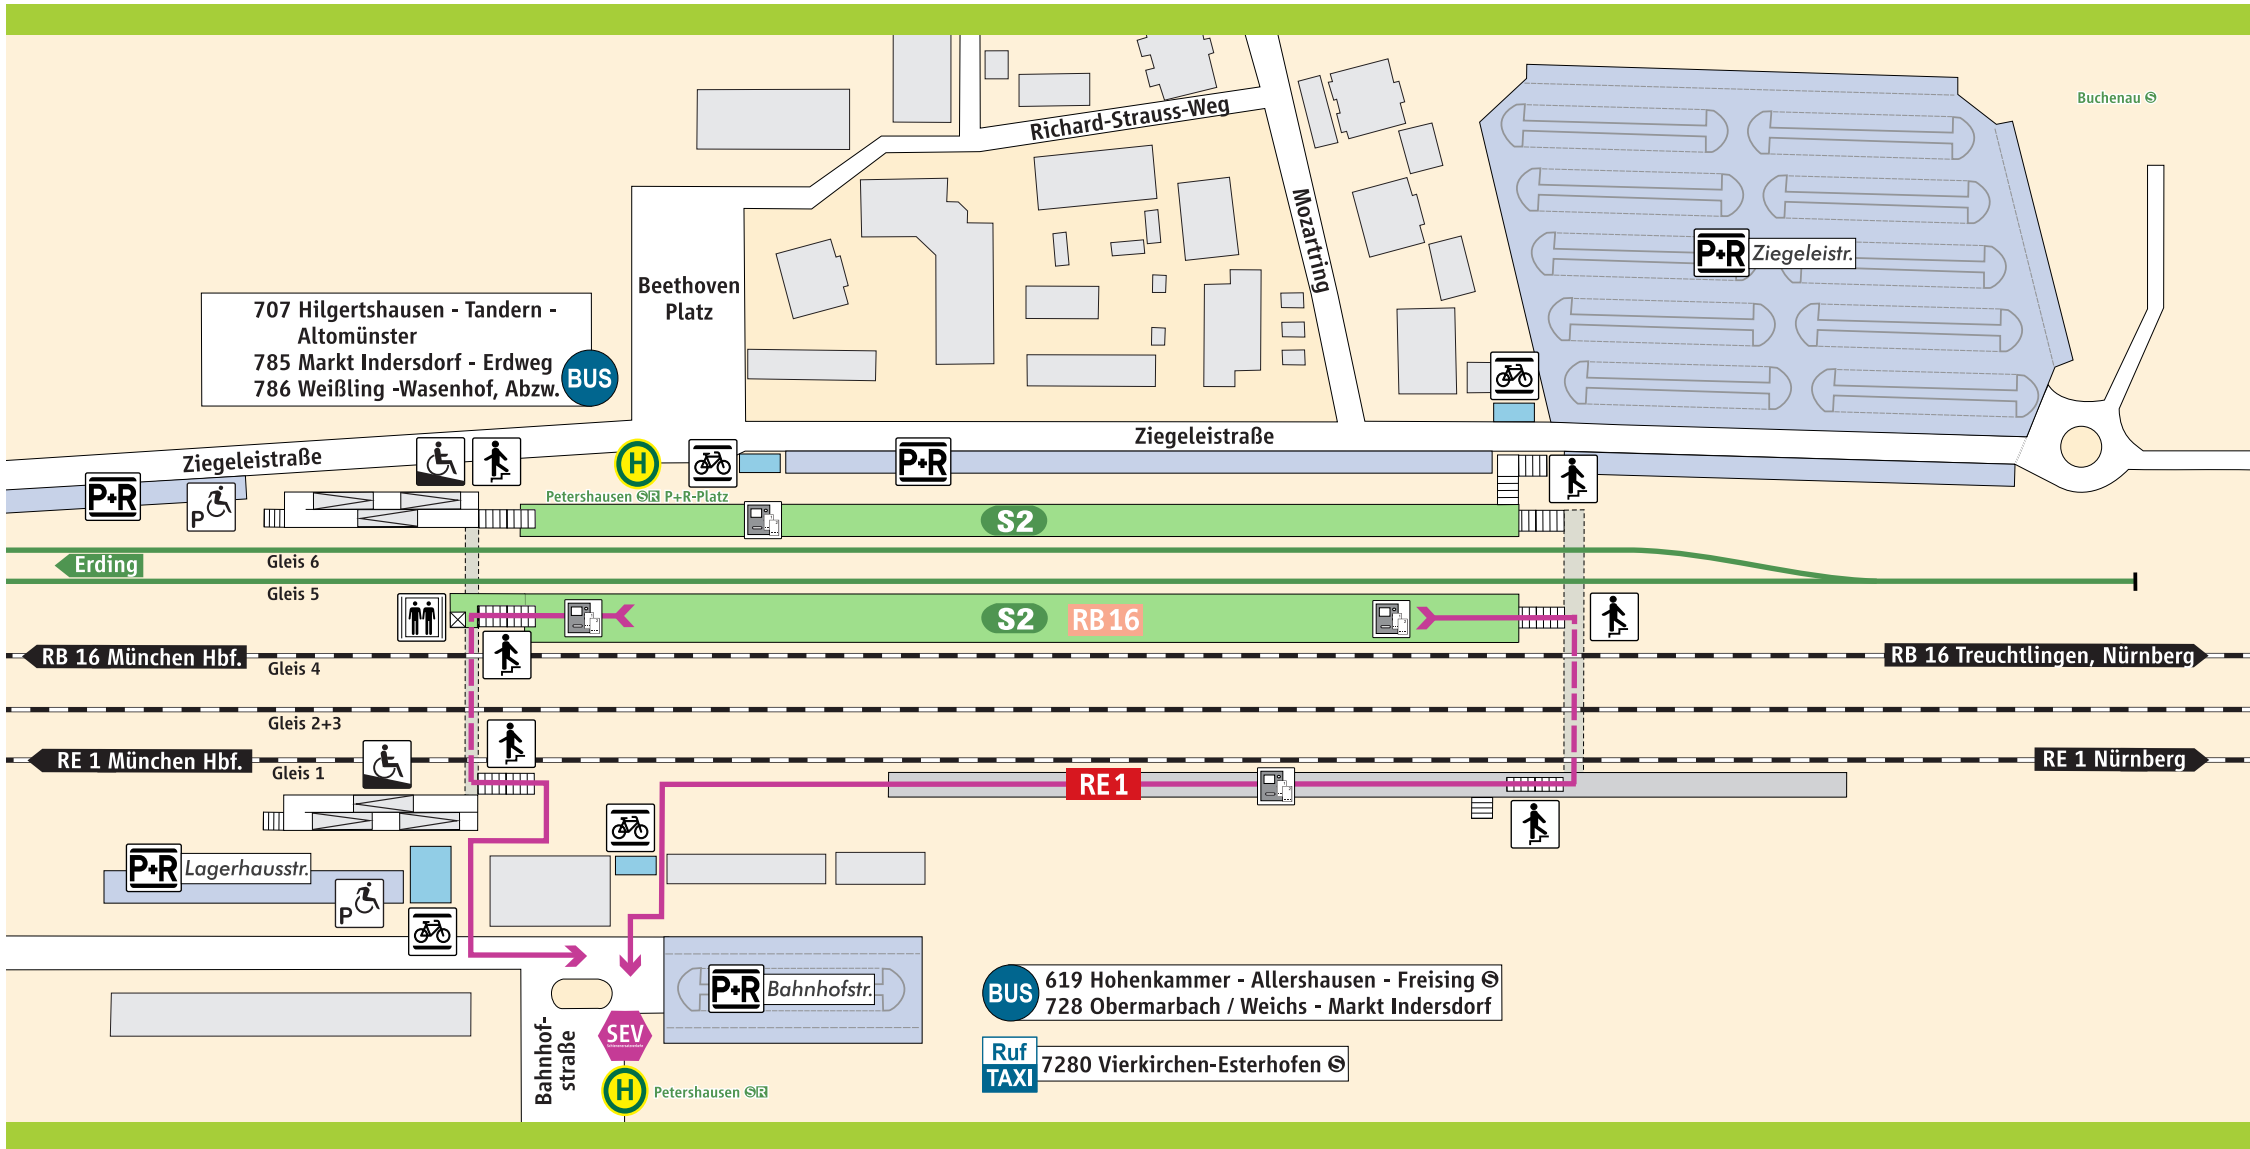 Buchenau S
Richard-Strauss-Weg
Mozartring
P+R Ziegeleistr.
Beethoven
Platz
707 Hilgertshausen - Tandern -
Altomünster
785 Markt Indersdorf - Erdweg
786 Weißling -Wasenhof, Abzw.
BUS
Ziegeleistraße
Ziegeleistraße
H
P+R
P+R
P
Petershausen S R P+R-Platz
S2
Erding
Gleis 6
Gleis 5
S2
RB 16
RB 16 München Hbf.
Gleis 4
RB 16 Treuchtlingen, Nürnberg
Gleis 2+3
RE 1 München Hbf.
Gleis 1
RE 1 Nürnberg
RE 1
P+R Lagerhausstr.
P
P+R Bahnhofstr.
BUS
619 Hohenkammer - Allershausen - Freising S
728 Obermarbach / Weichs - Markt Indersdorf
Bahnhof-
straße
SEV
Ruf
TAXI
7280 Vierkirchen-Esterhofen S
H
Petershausen S R